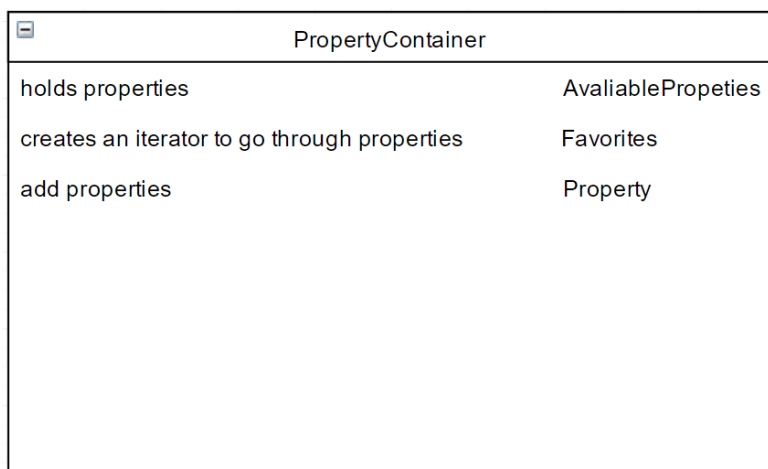 PropertyContainer
holds properties AvaliablePropeties
creates an iterator to go through properties Favorites
add properties Property